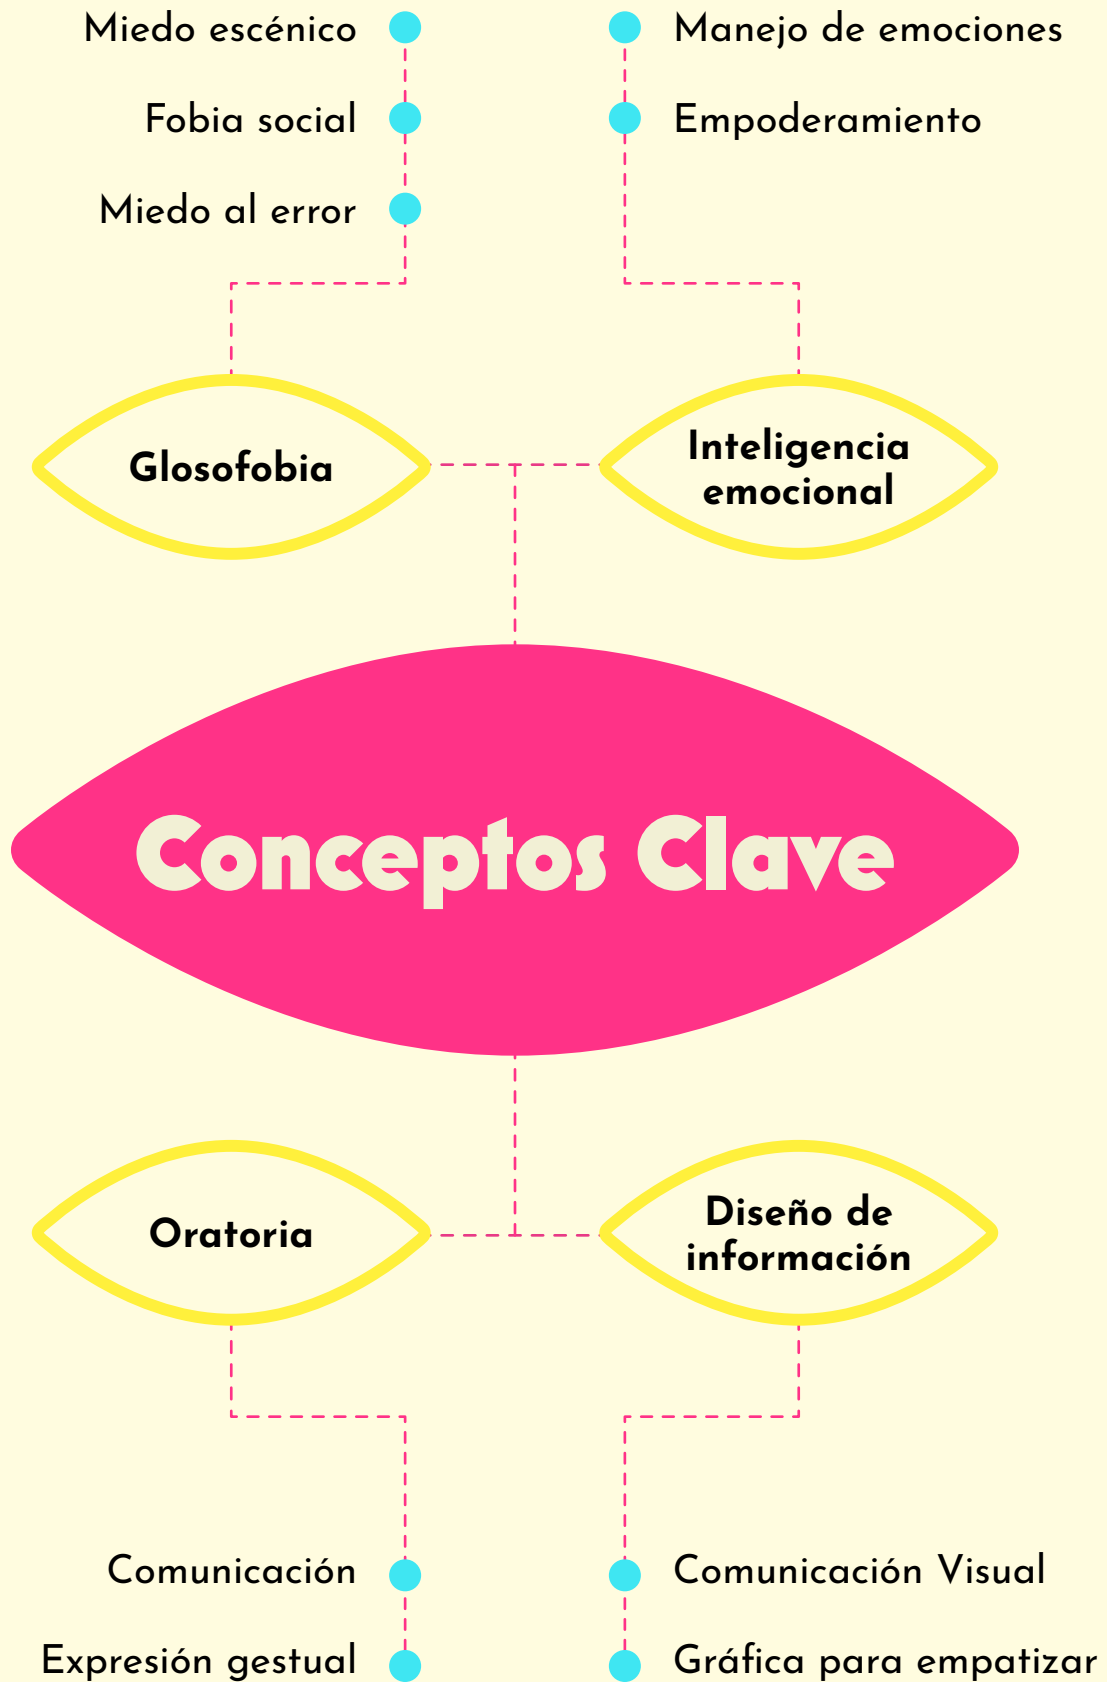 Miedo escénico
Fobia social
Miedo al error
Manejo de emociones
Empoderamiento
Glosofobia
Inteligencia
emocional
Conceptos Clave
Oratoria
Diseño de
información
Comunicación
Expresión gestual
Comunicación Visual
Gráfica para empatizar